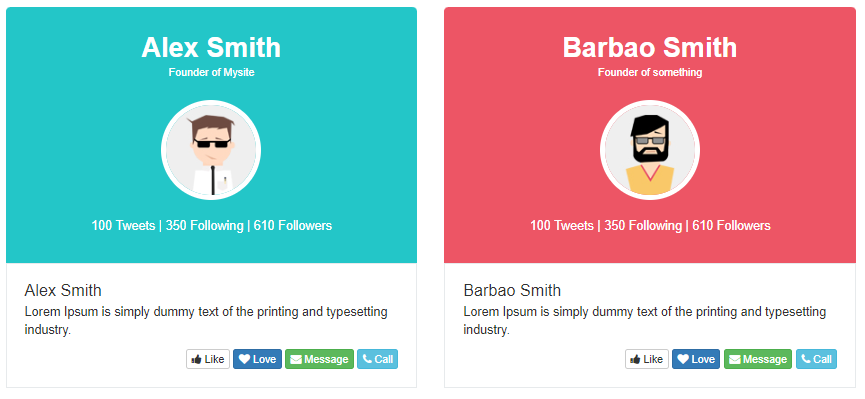 Alex Smith
Founder of Mysite
100 Tweets | 350 Following | 610 Followers
Alex Smith
Lorem Ipsum is simply dummy text of the printing and typesetting
industry.
Like Love Message Call
Barbao Smith
Founder of something
100 Tweets | 350 Following | 610 Followers
Barbao Smith
Lorem Ipsum is simply dummy text of the printing and typesetting
industry.
Like Love Message Call